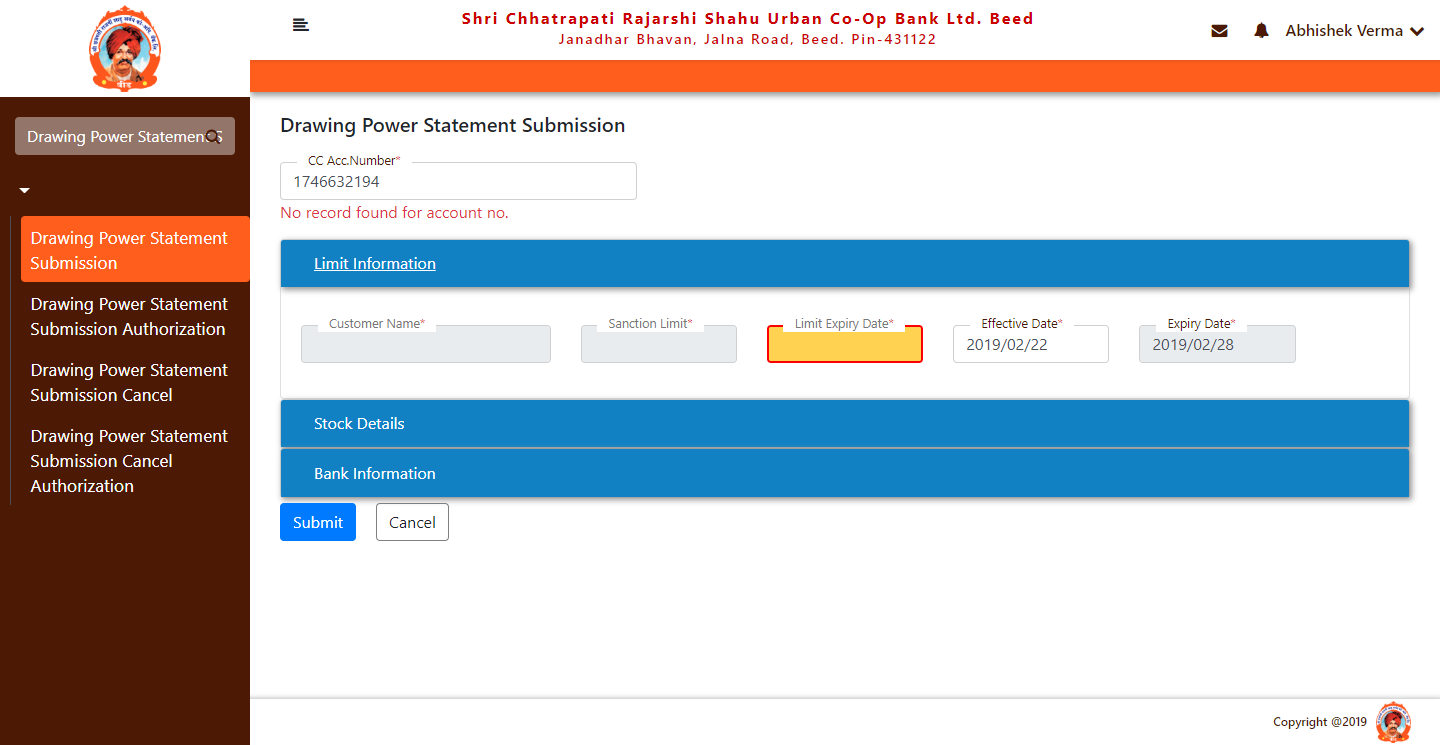 Shri Chhatrapati Rajarshi Shahu Urban Co-Op Bank Ltd. Beed
Janadhar Bhavan, Jalna Road, Beed. Pin-431122
Abhishek Verma
Drawing Power Statement S
Drawing Power Statement
Submission
Drawing Power Statement
Submission Authorization
Drawing Power Statement
Submission Cancel
Drawing Power Statement
Submission Cancel
Authorization
Drawing Power Statement Submission
CC Acc.Number*
1746632194
No record found for account no.
Limit Information
Customer Name*
Sanction Limit*
Limit Expiry Date*
Effective Date*
2019/02/22
Expiry Date*
2019/02/28
Stock Details
Bank Information
Submit
Cancel
Copyright @2019